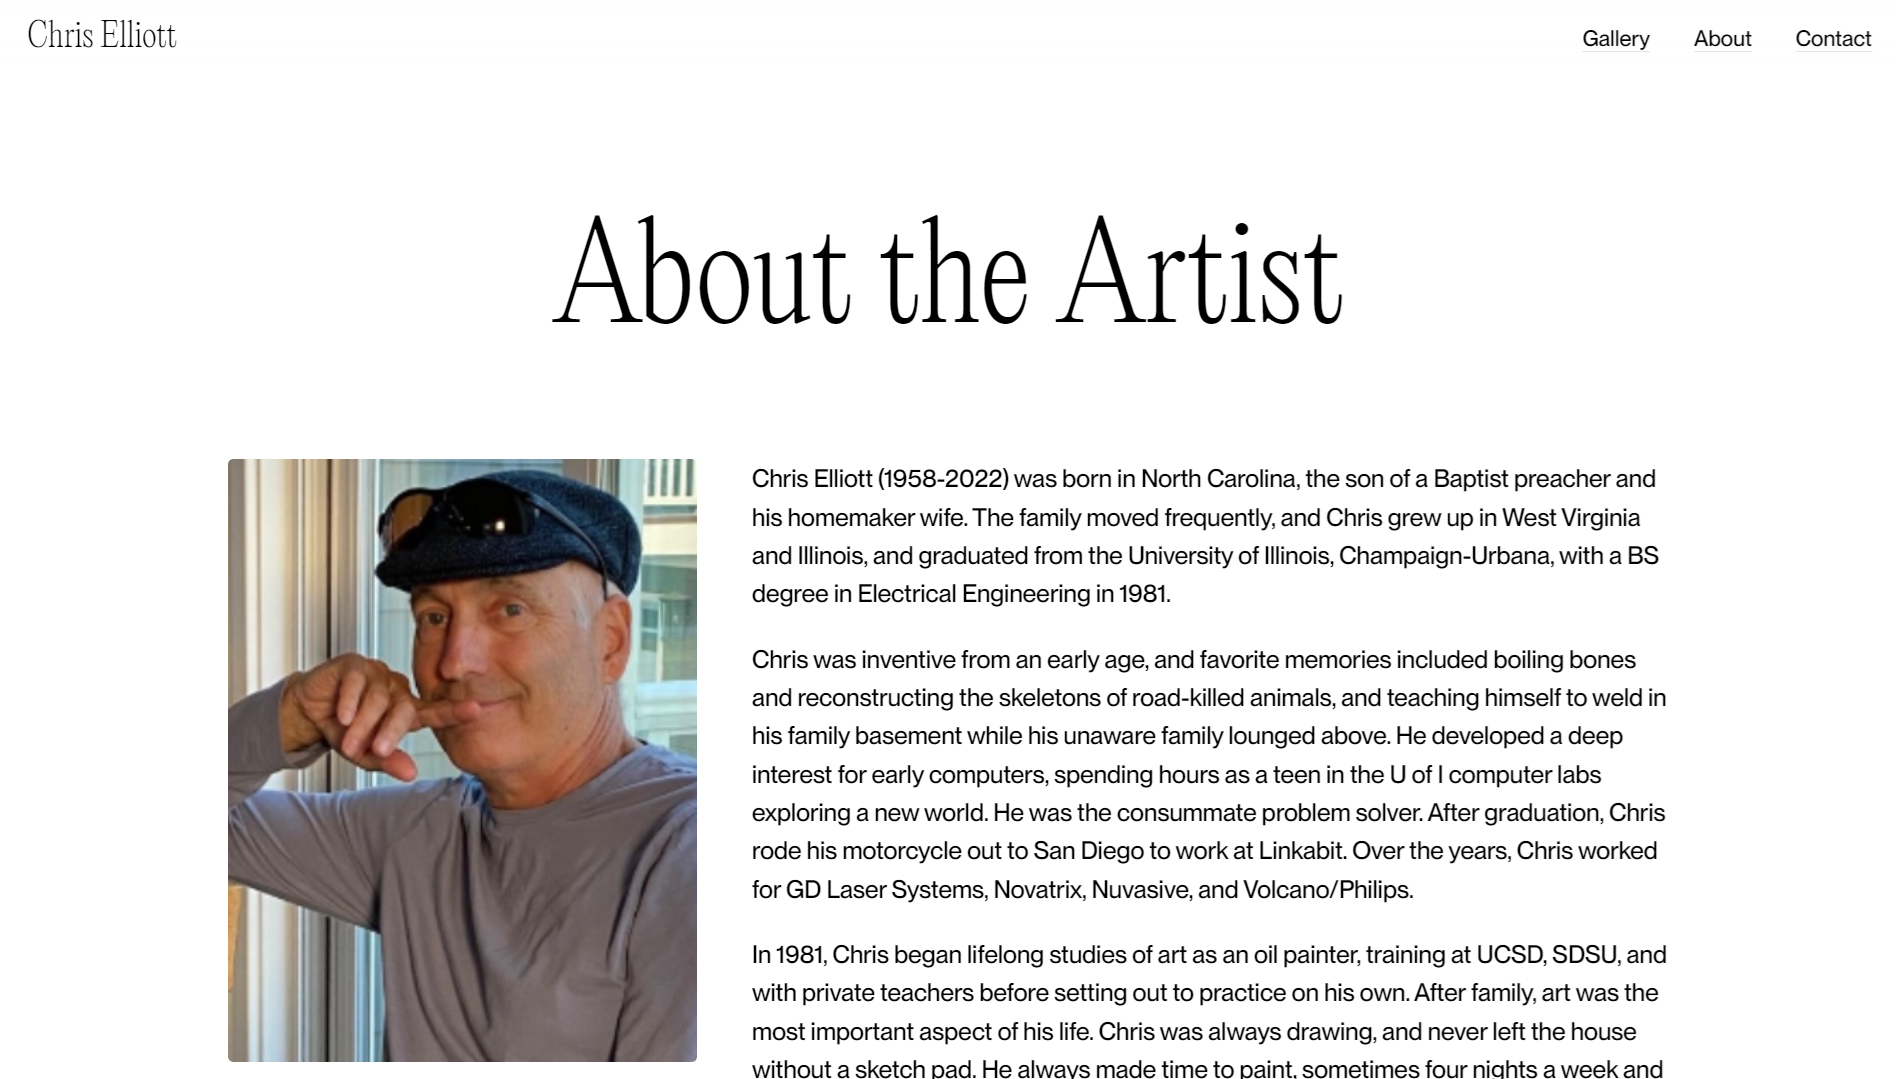 Chris Elliott
Gallery
About
Contact
About the Artist
Chris Elliott (1958-2022) was born in North Carolina, the son of a Baptist preacher and
his homemaker wife. The family moved frequently, and Chris grew up in West Virginia
and Illinois, and graduated from the University of Illinois, Champaign-Urbana, with a BS
degree in Electrical Engineering in 1981.
Chris was inventive from an early age, and favorite memories included boiling bones
and reconstructing the skeletons of road-killed animals, and teaching himself to weld in
his family basement while his unaware family lounged above. He developed a deep
interest for early computers, spending hours as a teen in the U of I computer labs
exploring a new world. He was the consummate problem solver. After graduation, Chris
rode his motorcycle out to San Diego to work at Linkabit. Over the years, Chris worked
for GD Laser Systems, Novatrix, Nuvasive, and Volcano/Philips.
In 1981, Chris began lifelong studies of art as an oil painter, training at UCSD, SDSU, and
with private teachers before setting out to practice on his own. After family, art was the
most important aspect of his life. Chris was always drawing, and never left the house
without a sketch pad. He always made time to paint, sometimes four nights a week and